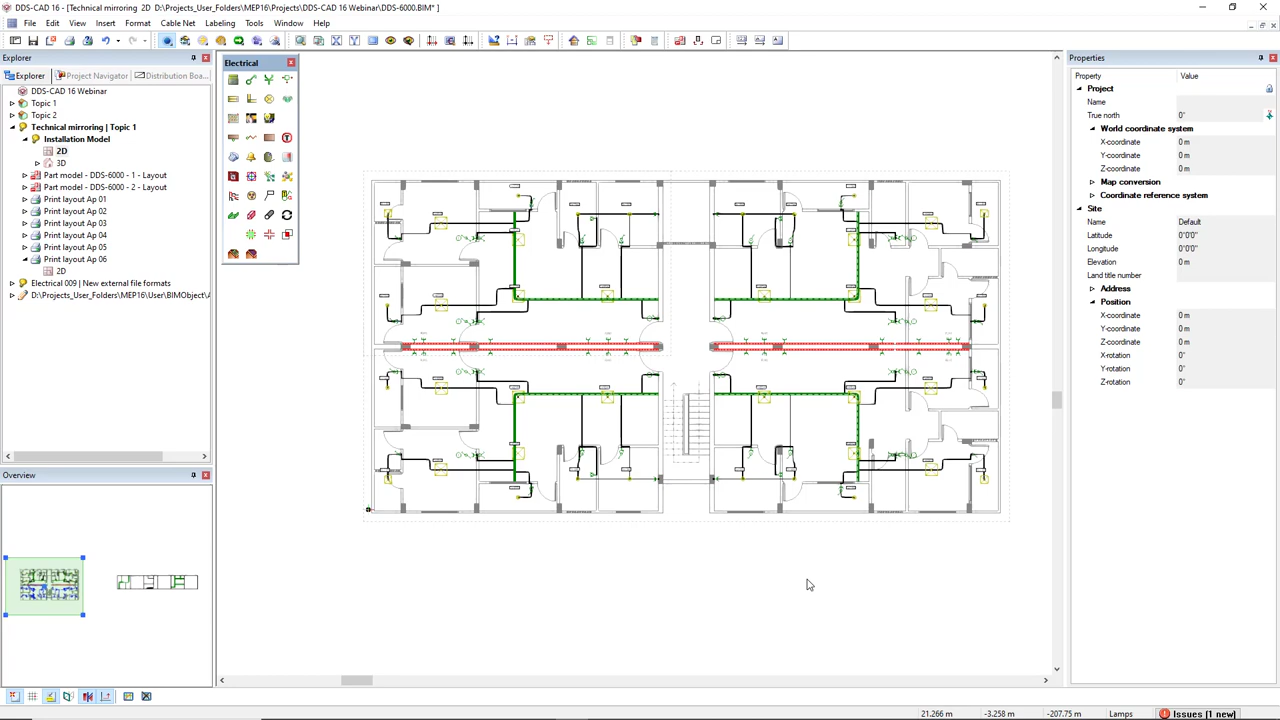 DDS-CAD 16 - [Technical mirroring  2D  D:\Projects_User_Folders\MEP16\Projects\DDS-CAD 16 Webinar\DDS-6000.BIM* ]
File Edit View Insert Format Cable Net Labeling Tools Window Help
Explorer
Explorer Project Navigator Distribution Boa...
DDS-CAD 16 Webinar
Topic 1
Topic 2
Technical mirroring | Topic 1
Installation Model
2D
3D
Part model - DDS-6000 - 1 - Layout
Part model - DDS-6000 - 2 - Layout
Print layout Ap 01
Print layout Ap 02
Print layout Ap 03
Print layout Ap 04
Print layout Ap 05
Print layout Ap 06
2D
Electrical 009 | New external file formats
D:\Projects_User_Folders\MEP16\User\BIMObject\
Overview
Electrical
Properties
Property Value
Project
Name
True north 0°
World coordinate system
X-coordinate 0 m
Y-coordinate 0 m
Z-coordinate 0 m
Map conversion
Coordinate reference system
Site
Name Default
Latitude 0°0'0"
Longitude 0°0'0"
Elevation 0 m
Land title number
Address
Position
X-coordinate 0 m
Y-coordinate 0 m
Z-coordinate 0 m
X-rotation 0°
Y-rotation 0°
Z-rotation 0°
21.266 m -3.258 m -207.75 m Lamps Issues (1 new)